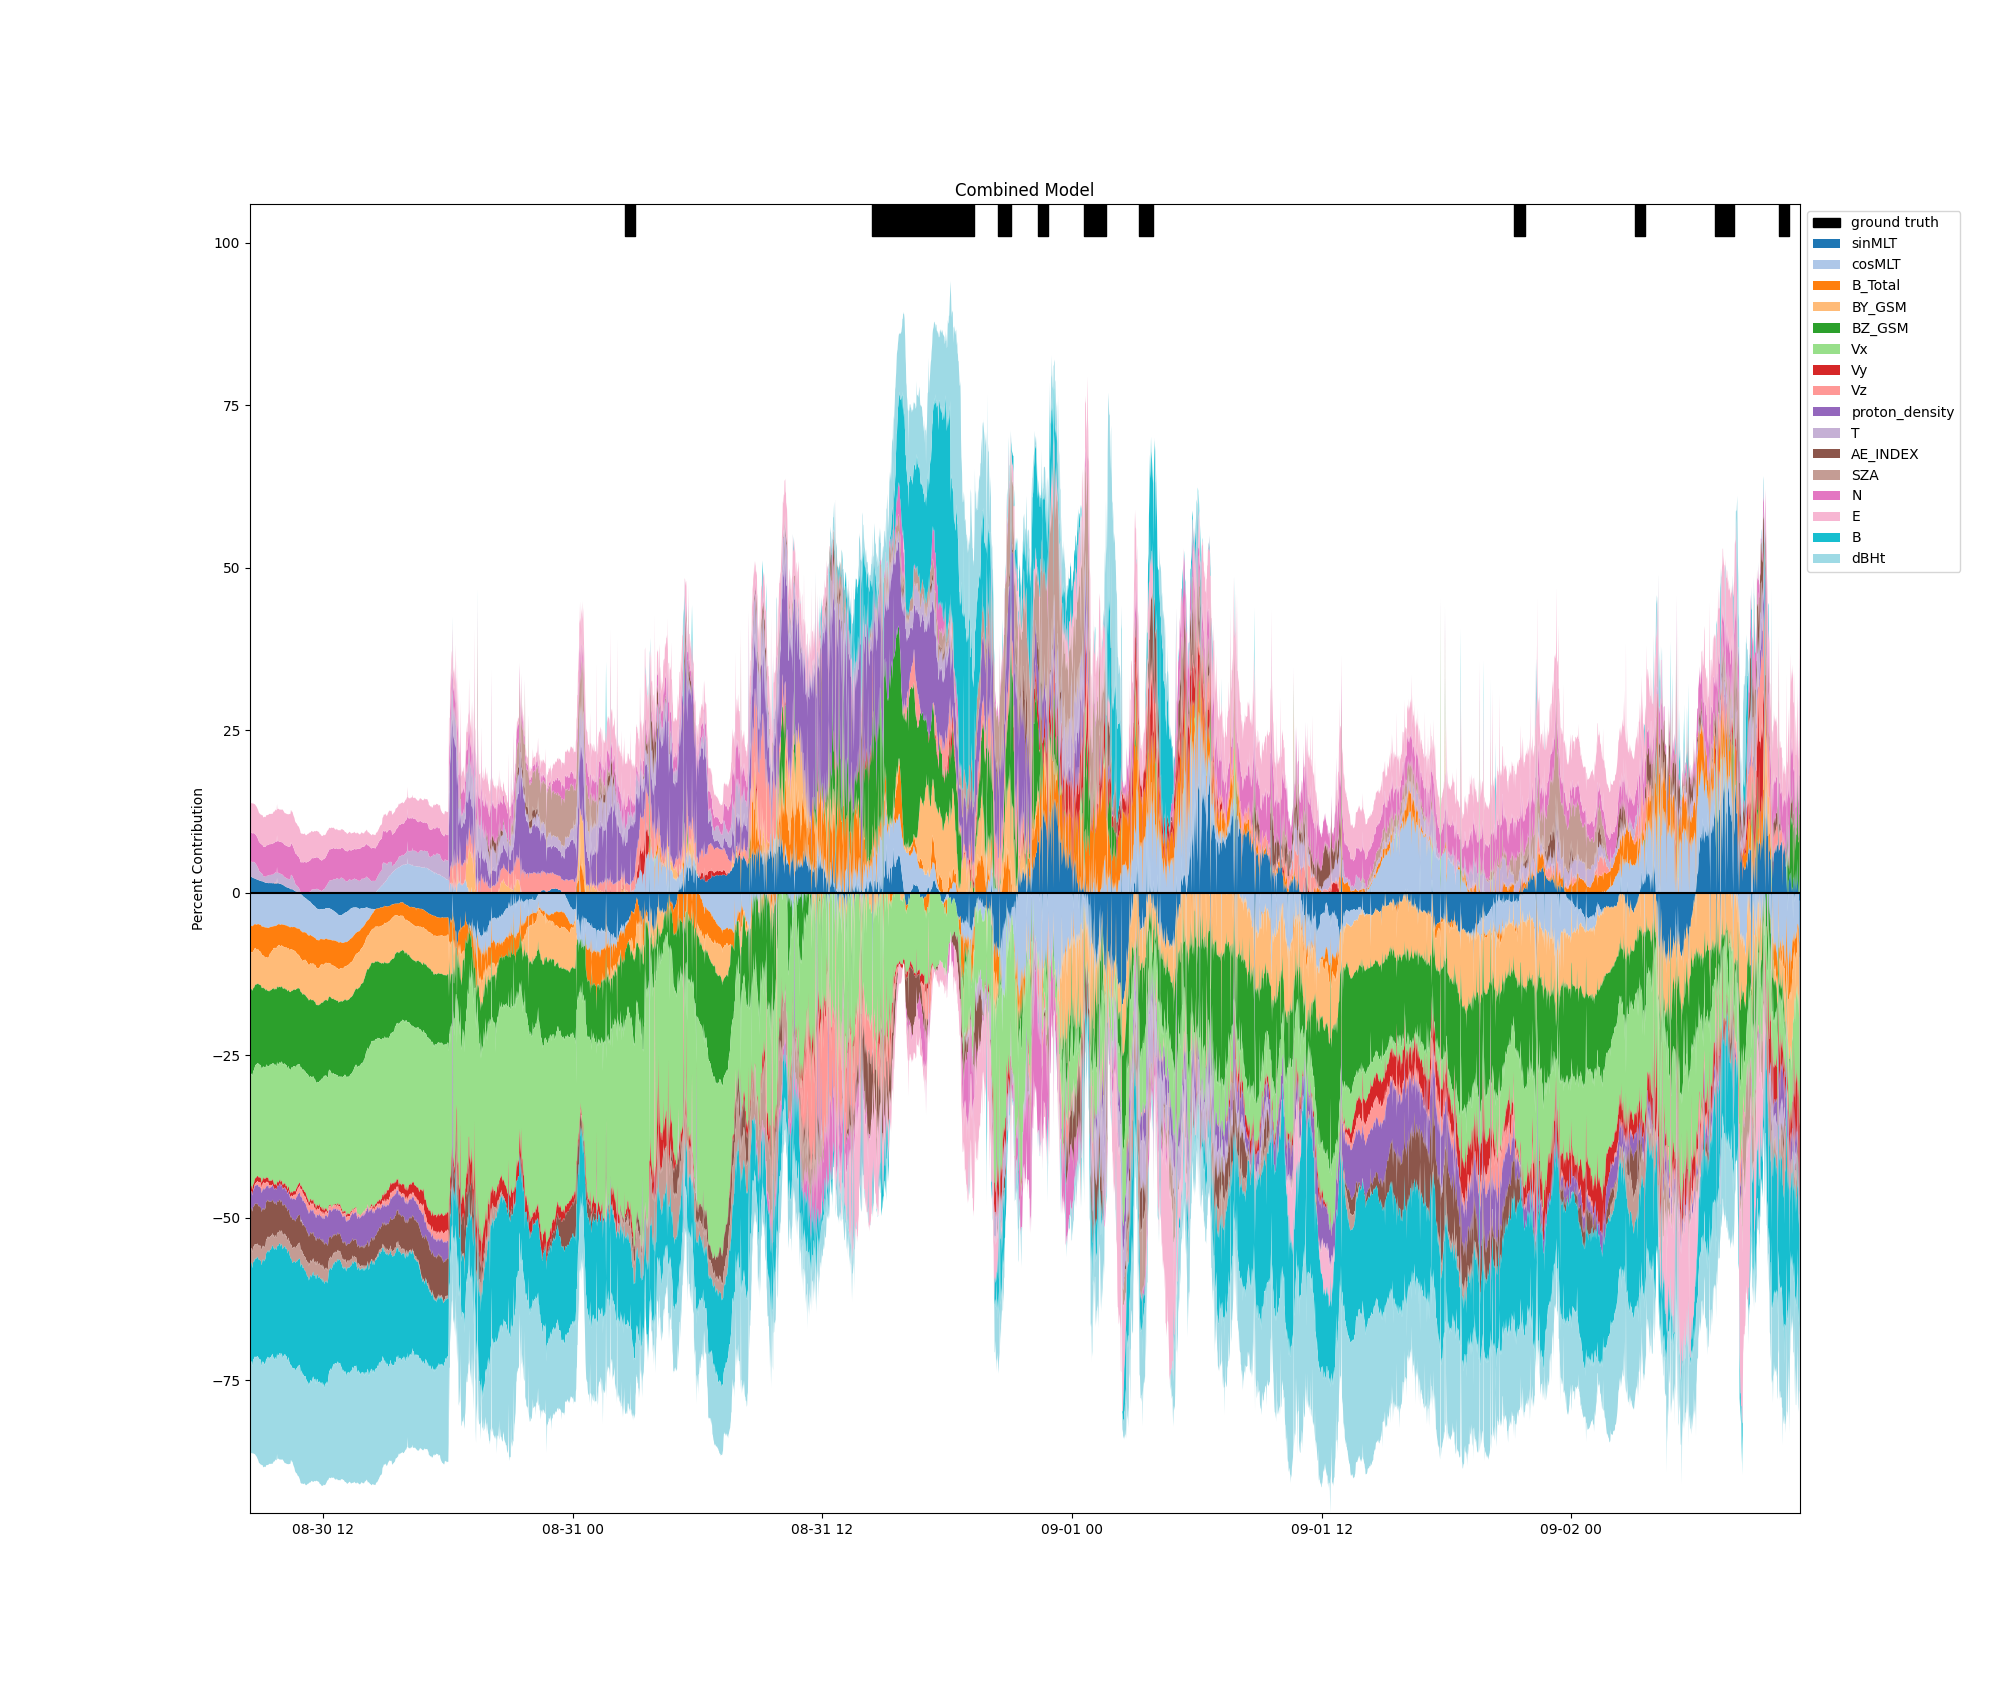 Combined Model
100
75
50
25
0
−25
−50
−75
Percent Contribution
08-30 12
08-31 00
08-31 12
09-01 00
09-01 12
09-02 00
ground truth
sinMLT
cosMLT
B_Total
BY_GSM
BZ_GSM
Vx
Vy
Vz
proton_density
T
AE_INDEX
SZA
N
E
B
dBHt